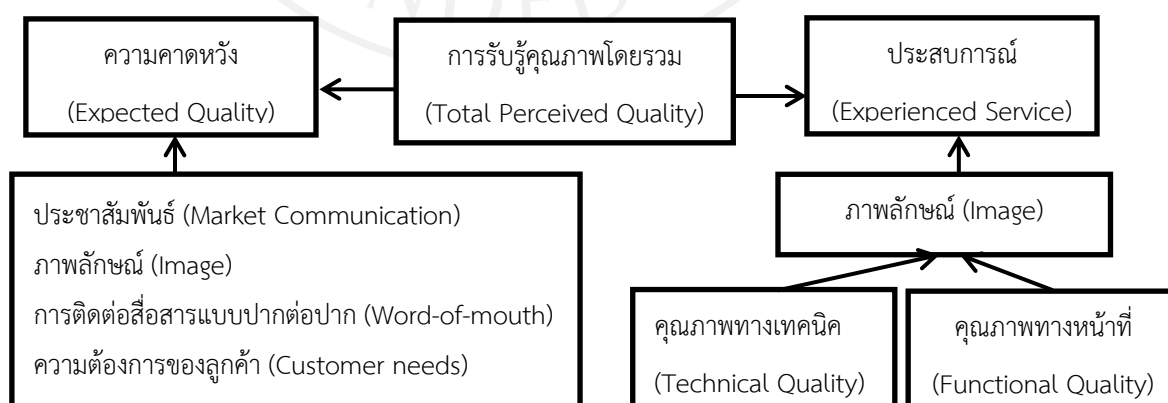 ความคาดหวัง
(Expected Quality)
การรับรู้คุณภาพโดยรวม
(Total Perceived Quality)
ประสบการณ์
(Experienced Service)
ประชาสัมพันธ์ (Market Communication)
ภาพลักษณ์ (Image)
การติดต่อสื่อสารแบบปากต่อปาก (Word-of-mouth)
ความต้องการของลูกค้า (Customer needs)
ภาพลักษณ์ (Image)
คุณภาพทางเทคนิค
(Technical Quality)
คุณภาพทางหน้าที่
(Functional Quality)